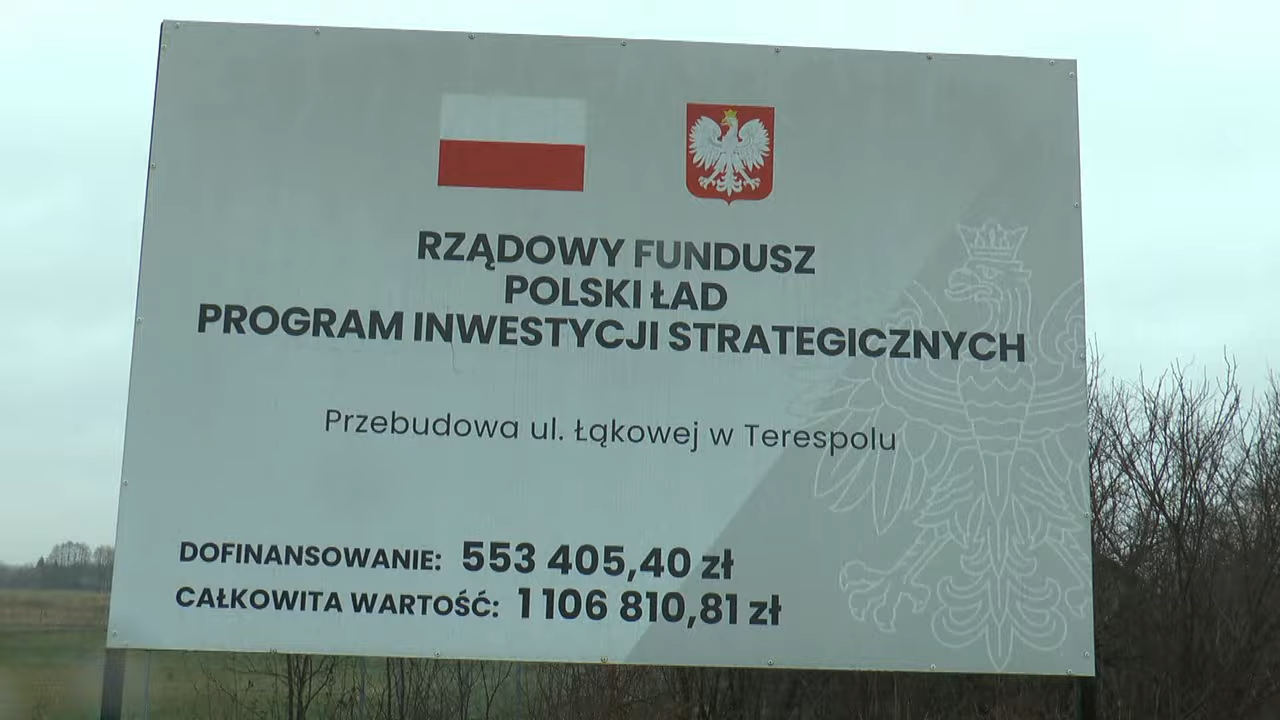 RZĄDOWY FUNDUSZ
POLSKI ŁAD
PROGRAM INWESTYCJI STRATEGICZNYCH
Przebudowa ul. Łąkowej w Terespolu
DOFINANSOWANIE: 553 405,40 zł
CAŁKOWITA WARTOŚĆ: 1 106 810,81 zł